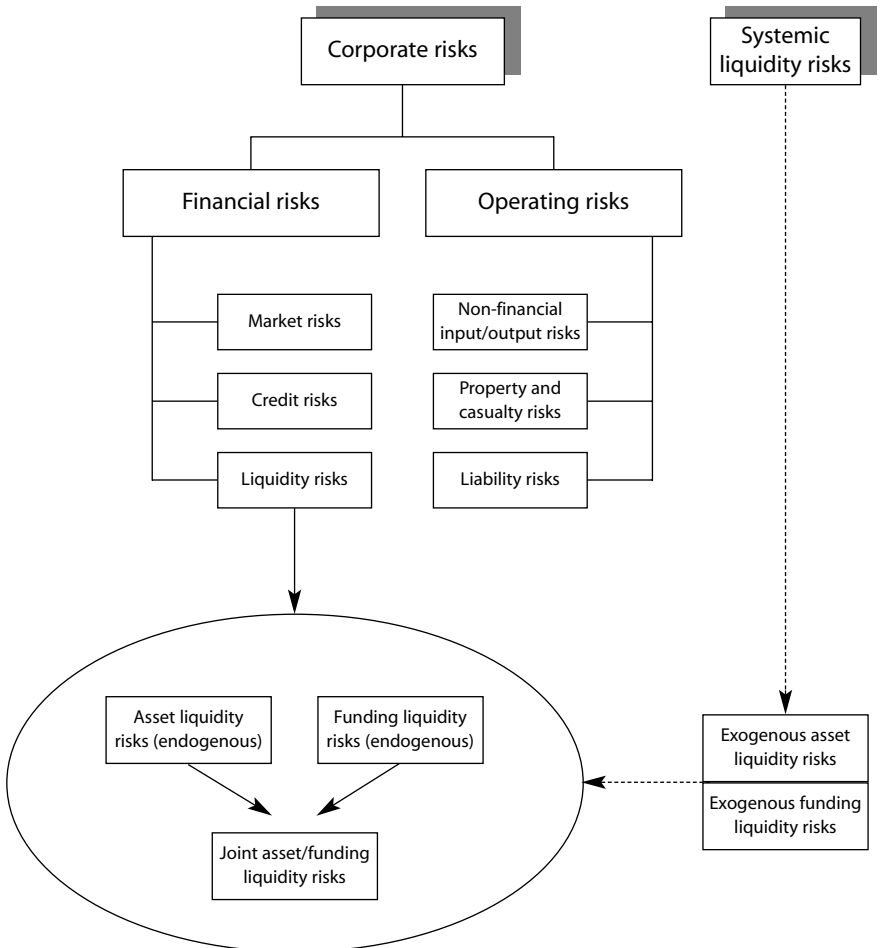 Corporate risks
Systemic
liquidity risks
Financial risks
Operating risks
Market risks
Non-financial
input/output risks
Credit risks
Property and
casualty risks
Liquidity risks
Liability risks
Asset liquidity
risks (endogenous)
Funding liquidity
risks (endogenous)
Joint asset/funding
liquidity risks
Exogenous asset
liquidity risks
Exogenous funding
liquidity risks